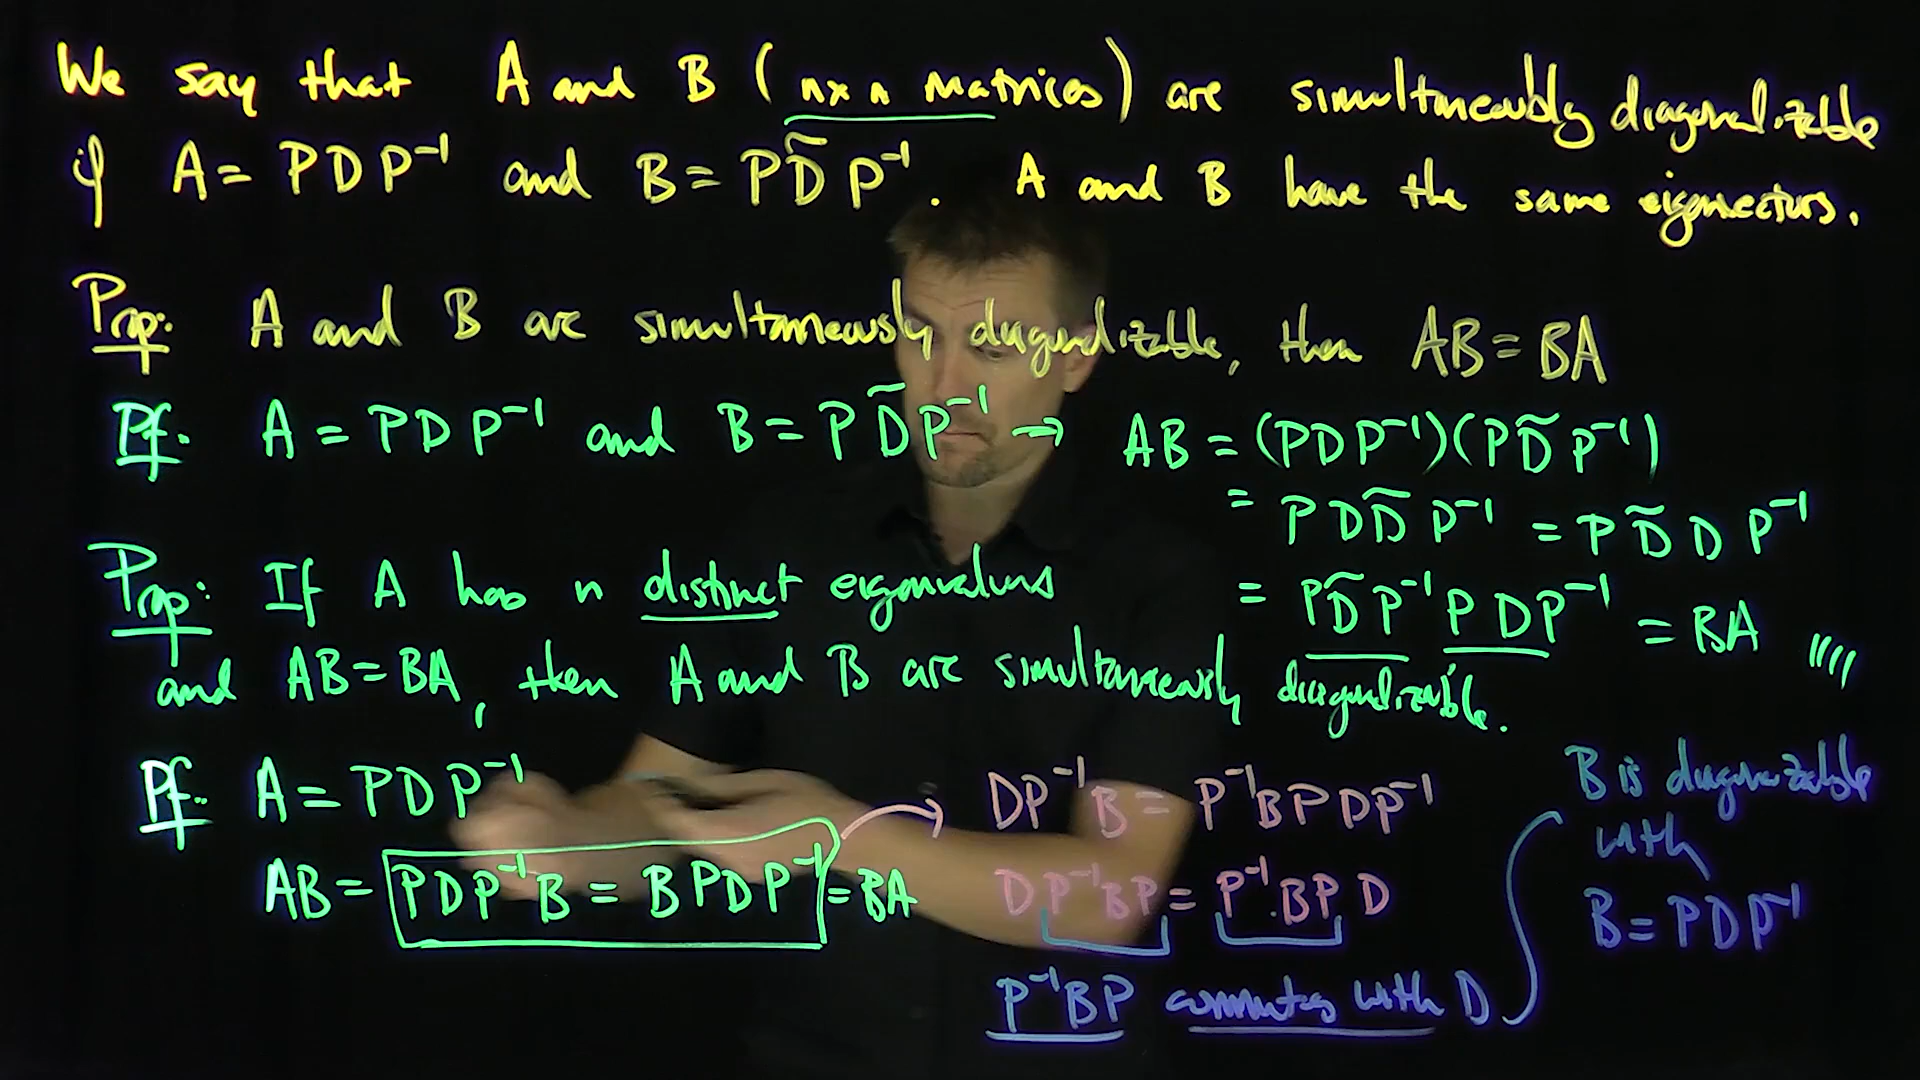 We say that A and B (n×n matrices) are simultaneously diagonalizable
if A = PDP⁻¹ and B = PD̃P⁻¹. A and B have the same eigenvectors.
Prop: A and B are simultaneously diagonalizable, then AB = BA
Pf. A = PDP⁻¹ and B = PD̃P⁻¹ → AB = (PDP⁻¹)(PD̃P⁻¹)
= PDD̃P⁻¹ = PD̃DP⁻¹
= PD̃P⁻¹PDP⁻¹ = BA ////
Prop: If A has n distinct eigenvalues
and AB = BA, then A and B are simultaneously diagonalizable.
Pf: A = PDP⁻¹
AB = PDP⁻¹B = BPDP⁻¹ = BA
DP⁻¹B = P⁻¹BPDP⁻¹
DP⁻¹BP = P⁻¹BPD
P⁻¹BP commutes with D
B is diagonalizable
with
B = PDP⁻¹